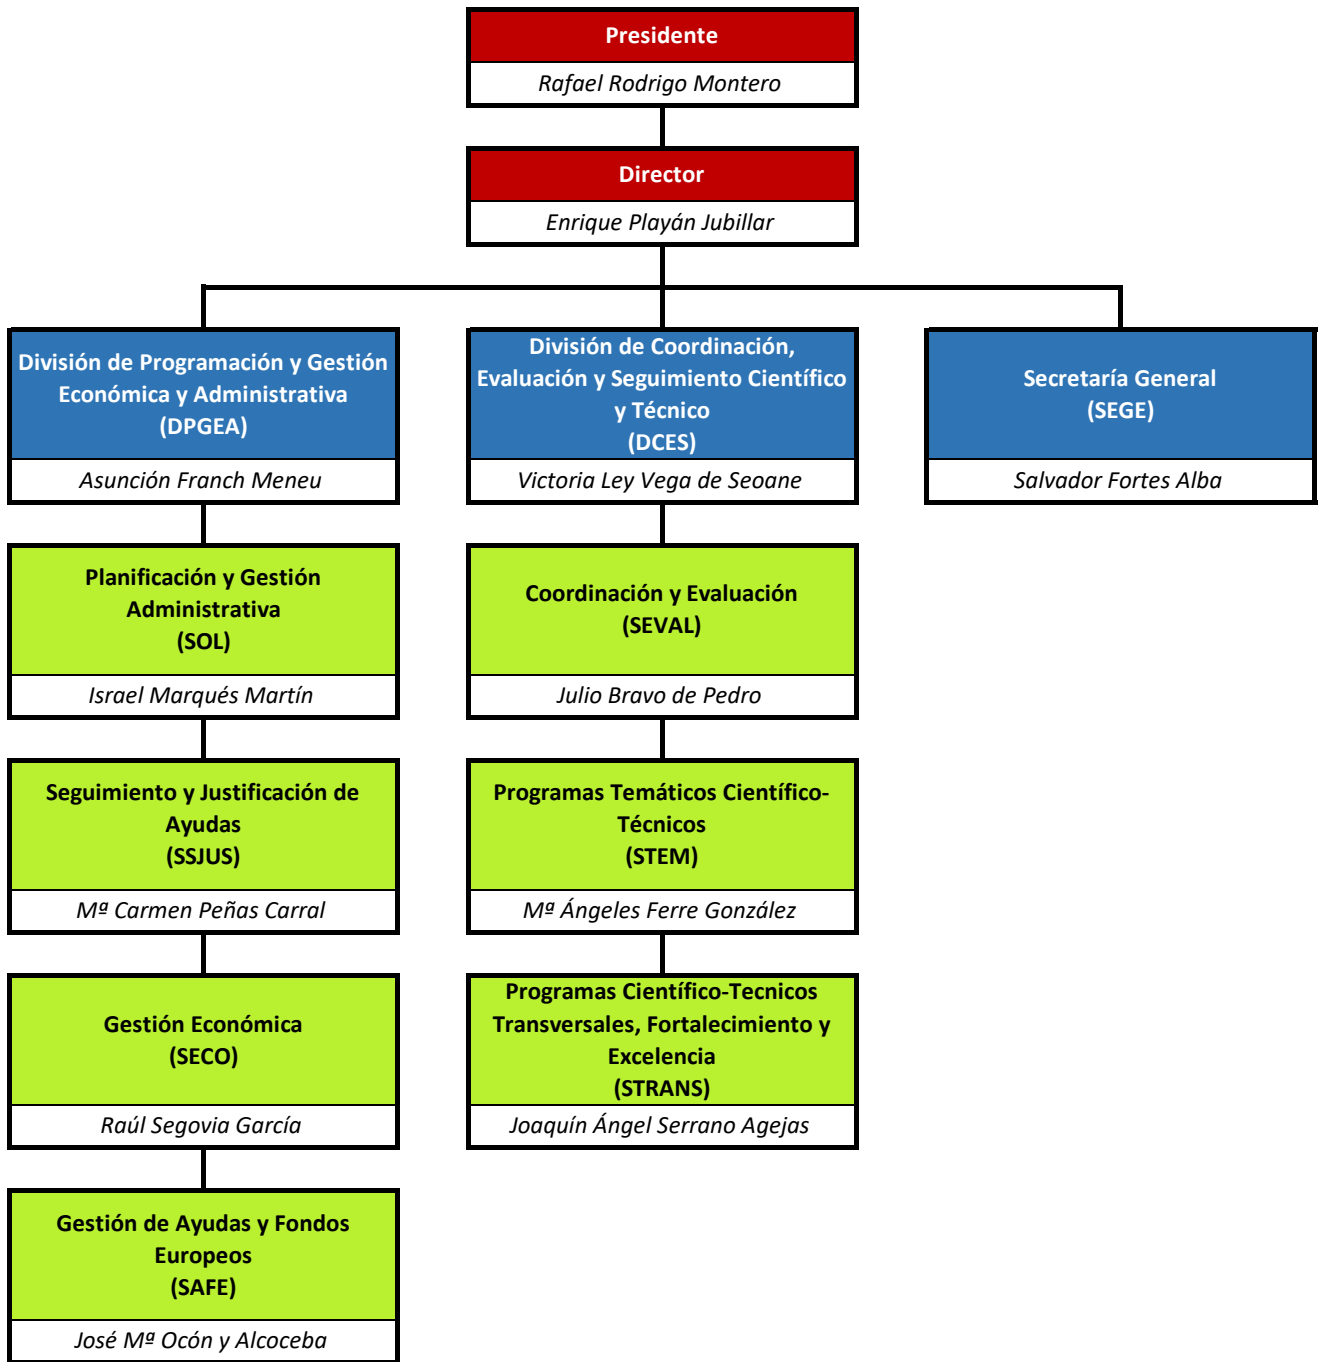 Presidente
Rafael Rodrigo Montero
Director
Enrique Playán Jubillar
División de Programación y Gestión
Económica y Administrativa
(DPGEA)
Asunción Franch Meneu
División de Coordinación,
Evaluación y Seguimiento Científico
y Técnico
(DCES)
Victoria Ley Vega de Seoane
Secretaría General
(SEGE)
Salvador Fortes Alba
Planificación y Gestión
Administrativa
(SOL)
Israel Marqués Martín
Coordinación y Evaluación
(SEVAL)
Julio Bravo de Pedro
Seguimiento y Justificación de
Ayudas
(SSJUS)
Mª Carmen Peñas Carral
Programas Temáticos Científico-
Técnicos
(STEM)
Mª Ángeles Ferre González
Gestión Económica
(SECO)
Raúl Segovia García
Programas Científico-Tecnicos
Transversales, Fortalecimiento y
Excelencia
(STRANS)
Joaquín Ángel Serrano Agejas
Gestión de Ayudas y Fondos
Europeos
(SAFE)
José Mª Ocón y Alcoceba